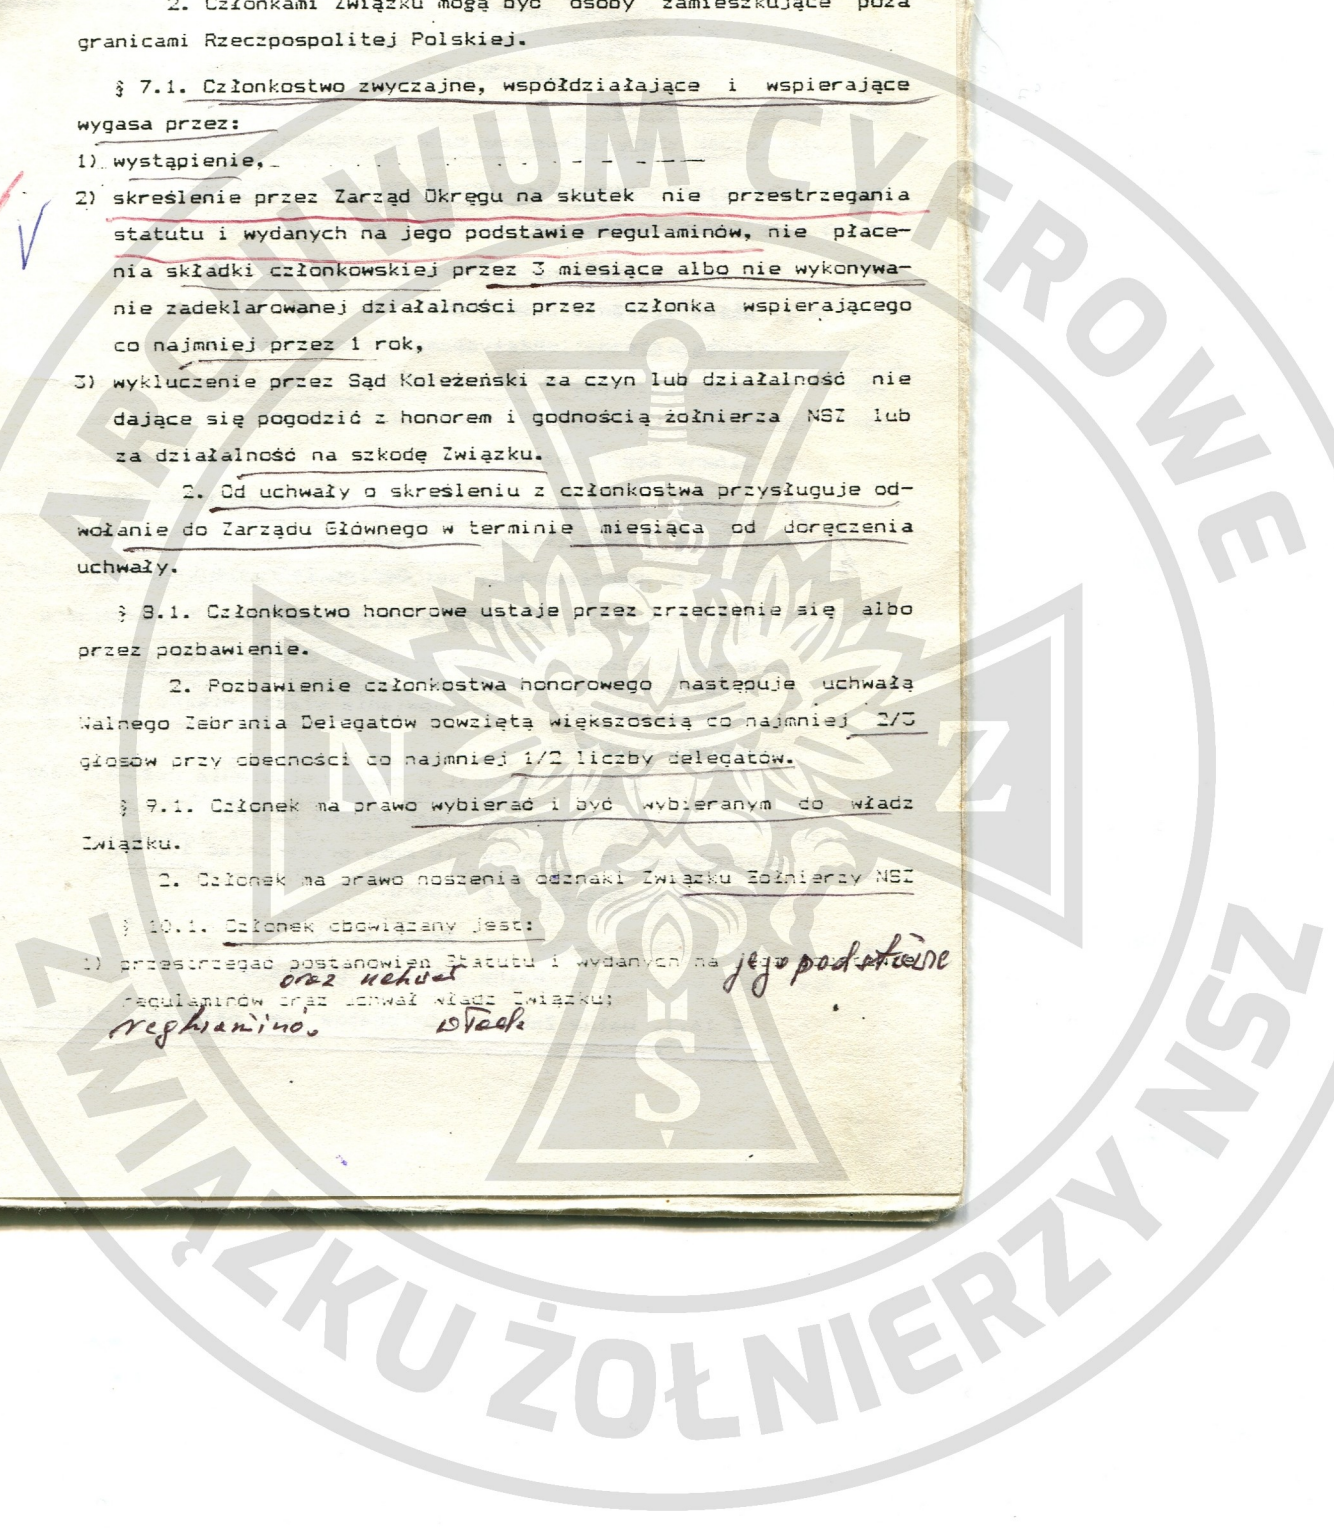 2. Członkami Związku mogą być osoby zamieszkujące poza
granicami Rzeczpospolitej Polskiej.
§ 7.1. Członkostwo zwyczajne, współdziałające i wspierające
wygasa przez:
1) wystąpienie,
2) skreślenie przez Zarząd Okręgu na skutek nie przestrzegania
statutu i wydanych na jego podstawie regulaminów, nie płace-
nia składki członkowskiej przez 3 miesiące albo nie wykonywa-
nie zadeklarowanej działalności przez członka wspierającego
co najmniej przez 1 rok,
3) wykluczenie przez Sąd Koleżeński za czyn lub działalność nie
dające się pogodzić z honorem i godnością żołnierza NSZ lub
za działalność na szkodę Związku.
2. Od uchwały o skreśleniu z członkostwa przysługuje od-
wołanie do Zarządu Głównego w terminie miesiąca od doręczenia
uchwały.
§ 8.1. Członkostwo honorowe ustaje przez zrzeczenie się albo
przez pozbawienie.
2. Pozbawienie członkostwa honorowego następuje uchwałą
Walnego Zebrania Delegatów powziętą większością co najmniej 2/3
głosów przy obecności co najmniej 1/2 liczby delegatów.
§ 9.1. Członek ma prawo wybierać i być wybieranym do władz
Związku.
2. Członek ma prawo noszenia odznaki Związku Żołnierzy NSZ
§ 10.1. Członek obowiązany jest:
1) przestrzegać postanowień Statutu i wydanych na jego podstawie
oraz uchwał
regulaminów oraz uchwał władz Związku;
regulaminów władz
ARCHIWUM CYFROWE
ZWIĄZKU ŻOŁNIERZY NSZ
N Z
S